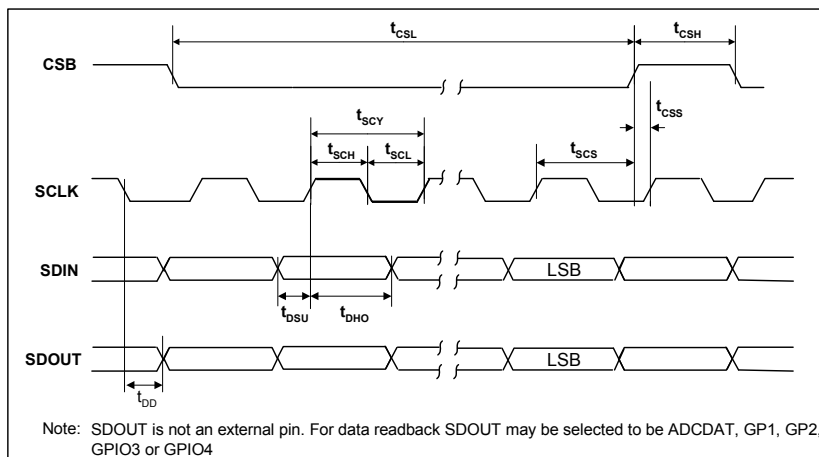 tCSL
tCSH
CSB
tCSS
tSCY
tSCH
tSCL
tSCS
SCLK
SDIN
LSB
tDSU
tDHO
SDOUT
LSB
tDD
Note: SDOUT is not an external pin. For data readback SDOUT may be selected to be ADCDAT, GP1, GP2,
GPIO3 or GPIO4